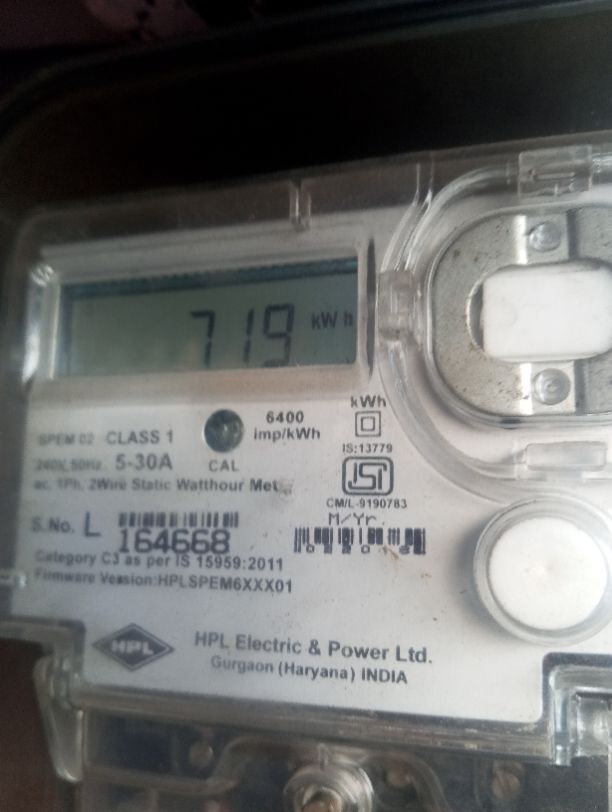 719 kWh
kWh
6400
imp/kWh
SPEM 02 CLASS 1
240V, 50Hz. 5-30A CAL
IS:13779
ac. 1Ph. 2Wire Static Watthour
CM/L-9190783
M/Yr.
S.No. L 164668
Category C3 as per IS 15959:2011
Firmware Version:HPLSPEM6XXX01
HPL
HPL Electric & Power Ltd.
Gurgaon (Haryana) INDIA